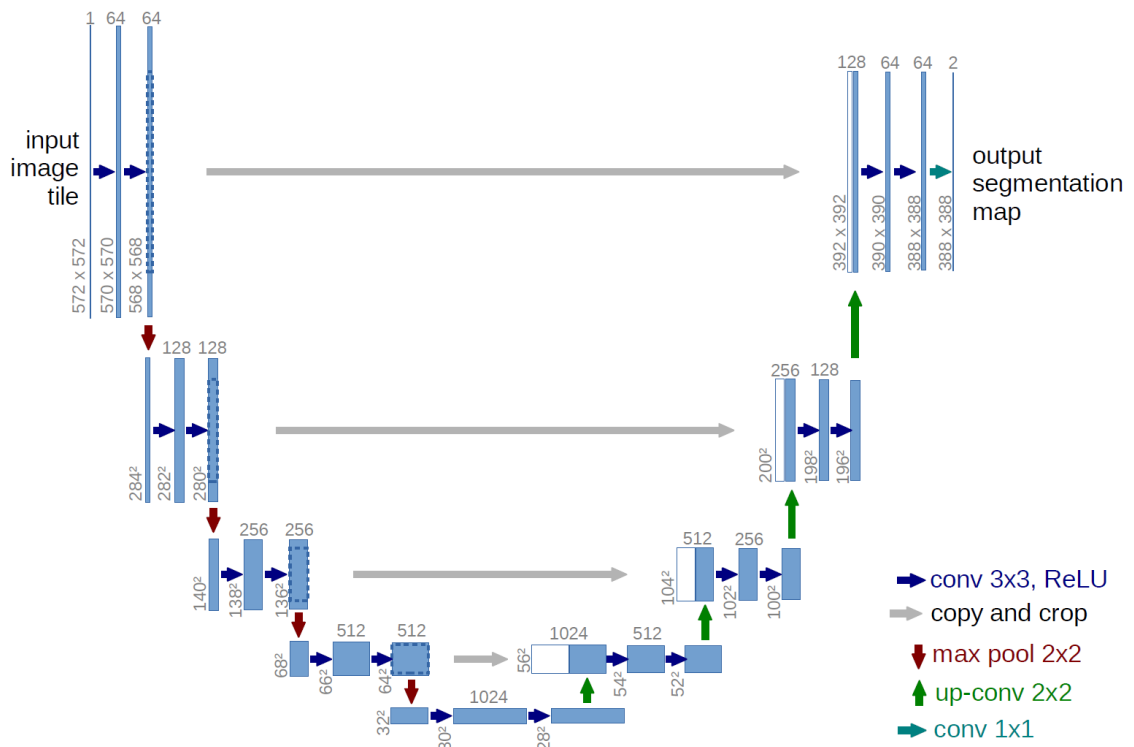 1 64 64
128 64 64 2
input
image
tile
output
segmentation
map
572 x 572
570 x 570
568 x 568
392 x 392
390 x 390
388 x 388
388 x 388
128 128
256 128
284²
282²
280²
200²
198²
196²
256 256
512 256
140²
138²
136²
104²
102²
100²
512 512
1024 512
68²
66²
64²
56²
54²
52²
1024
32²
30²
28²
conv 3x3, ReLU
copy and crop
max pool 2x2
up-conv 2x2
conv 1x1